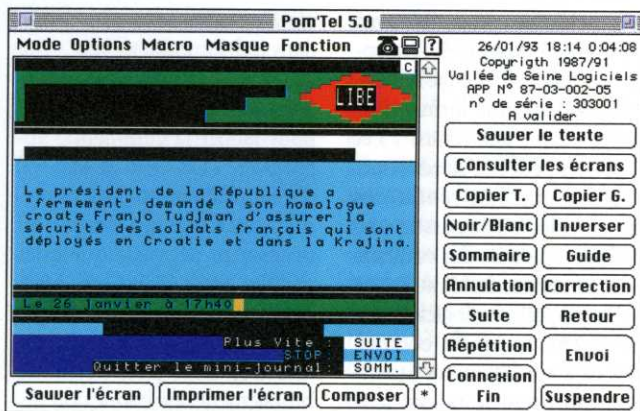 Pom'Tel 5.0
Mode Options Macro Masque Fonction
?
26/01/93 18:14 0:04:08
Copyrigth 1987/91
Vallée de Seine Logiciels
APP N° 87-03-002-05
n° de série : 303001
A valider
C
LIBE
Le président de la République a
"fermement" demandé à son homologue
croate Franjo Tudjman d'assurer la
sécurité des soldats français qui sont
déployés en Croatie et dans la Krajina.
Le 26 janvier à 17h40
Plus Vite : SUITE
STOP: ENVOI
Quitter le mini-journal: SOMM.
Sauver l'écran
Imprimer l'écran
Composer
*
Sauver le texte
Consulter les écrans
Copier T.
Copier G.
Noir/Blanc
Inverser
Sommaire
Guide
Annulation
Correction
Suite
Retour
Répétition
Envoi
Connexion
Fin
Suspendre